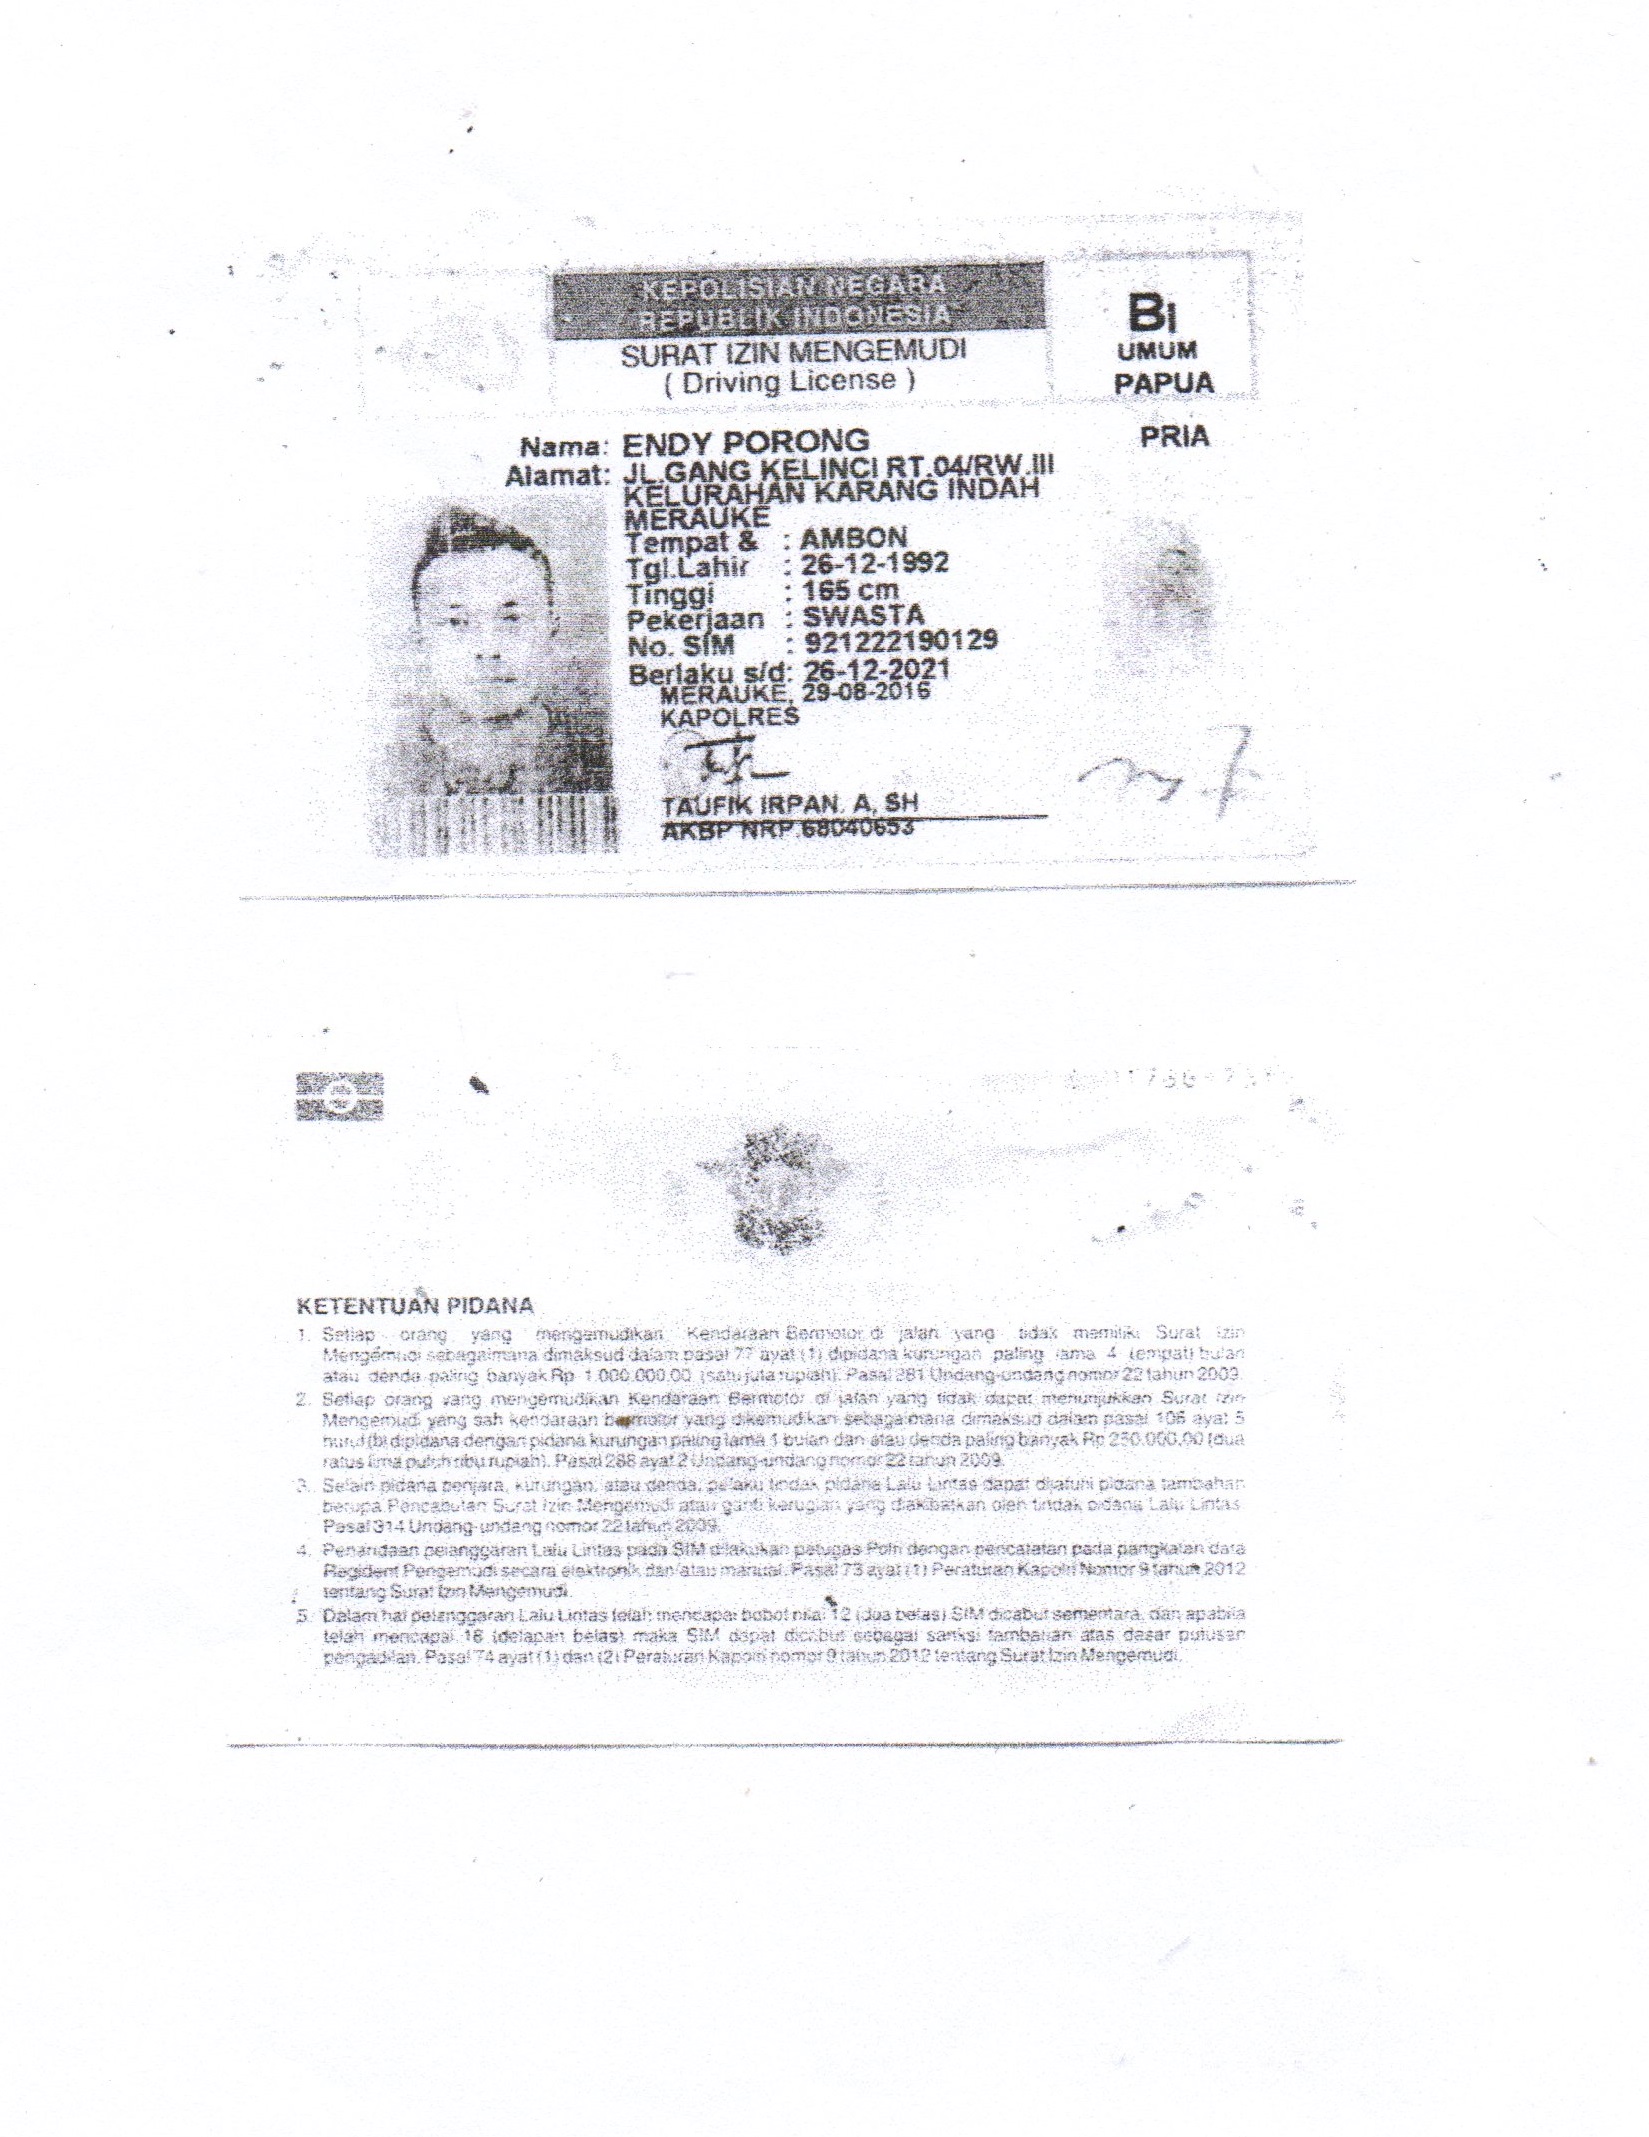 KEPOLISIAN NEGARA
REPUBLIK INDONESIA
SURAT IZIN MENGEMUDI
( Driving License )
BI
UMUM
PAPUA
PRIA
Nama: ENDY PORONG
Alamat: JL.GANG KELINCI RT.04/RW.III
KELURAHAN KARANG INDAH
MERAUKE
Tempat & : AMBON
Tgl.Lahir : 26-12-1992
Tinggi : 165 cm
Pekerjaan : SWASTA
No. SIM : 921222190129
Berlaku s/d: 26-12-2021
MERAUKE, 29-08-2016
KAPOLRES
TAUFIK IRPAN. A, SH
AKBP NRP.68040653
KETENTUAN PIDANA
1. Setiap orang yang mengemudikan Kendaraan Bermotor di jalan yang tidak memiliki Surat Izin
Mengemudi sebagaimana dimaksud dalam pasal 77 ayat (1) dipidana kurungan paling lama 4 (empat) bulan
atau denda paling banyak Rp 1.000.000,00 (satu juta rupiah). Pasal 281 Undang-undang nomor 22 tahun 2009.
2. Setiap orang yang mengemudikan Kendaraan Bermotor di jalan yang tidak dapat menunjukkan Surat Izin
Mengemudi yang sah kendaraan bermotor yang dikemudikan sebagaimana dimaksud dalam pasal 106 ayat 5
huruf (b) dipidana dengan pidana kurungan paling lama 1 bulan dan atau denda paling banyak Rp 250.000,00 (dua
ratus lima puluh ribu rupiah). Pasal 288 ayat 2 Undang-undang nomor 22 tahun 2009.
3. Selain pidana penjara, kurungan, atau denda, pelaku tindak pidana Lalu Lintas dapat dijatuhi pidana tambahan
berupa Pencabutan Surat Izin Mengemudi atau ganti kerugian yang diakibatkan oleh tindak pidana Lalu Lintas.
Pasal 314 Undang-undang nomor 22 tahun 2009.
4. Penandaan pelanggaran Lalu Lintas pada SIM dilakukan petugas Polri dengan pencatatan pada pangkalan data
Regident Pengemudi secara elektronik dan/atau manual. Pasal 73 ayat (1) Peraturan Kapolri Nomor 9 tahun 2012
tentang Surat Izin Mengemudi.
5. Dalam hal pelanggaran Lalu Lintas telah mencapai bobot nilai 12 (dua belas) SIM dicabut sementara, dan apabila
telah mencapai 18 (delapan belas) maka SIM dapat dicabut sebagai sanksi tambahan atas dasar putusan
pengadilan. Pasal 74 ayat (1) dan (2) Peraturan Kapolri nomor 9 tahun 2012 tentang Surat Izin Mengemudi.